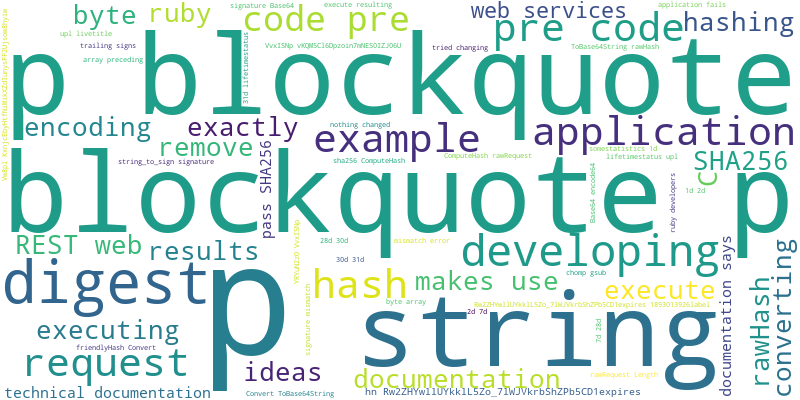 byte
ruby
code pre
signature Base64
execute resulting
web services
application fails
pre code
hashing
upl livetitle
trailing signs
array preceding
VvxISNp vKQM5Cl6Dpzoin7mNESOIZJO6U
tried changing
ToBase64String rawHash
31d lifetimestatus
p blockquote
encoding
exactly
nothing changed
example
application
remove
string_to_sign signature
pass SHA256
sha256 ComputeHash
ComputeHash rawRequest
somestatistics 1d
lifetimestatus upl
SHA256
blockquote p
C
Base64 encode64
1d 2d
ruby developers
REST web
results
28d 30d
mismatch error
30d 31d
developing
documentation says
converting
digest
p
signature mismatch
hash
makes use
chomp gsub
execute
rawHash
byte array
2d 7d
7d 28d
executing
friendlyHash Convert
string
request
ideas
documentation
rawRequest Length
technical documentation
Convert ToBase64String
hn Rw2ZHYwllUYkklL5Zo_7lWJVkrbShZPb5CD1expires